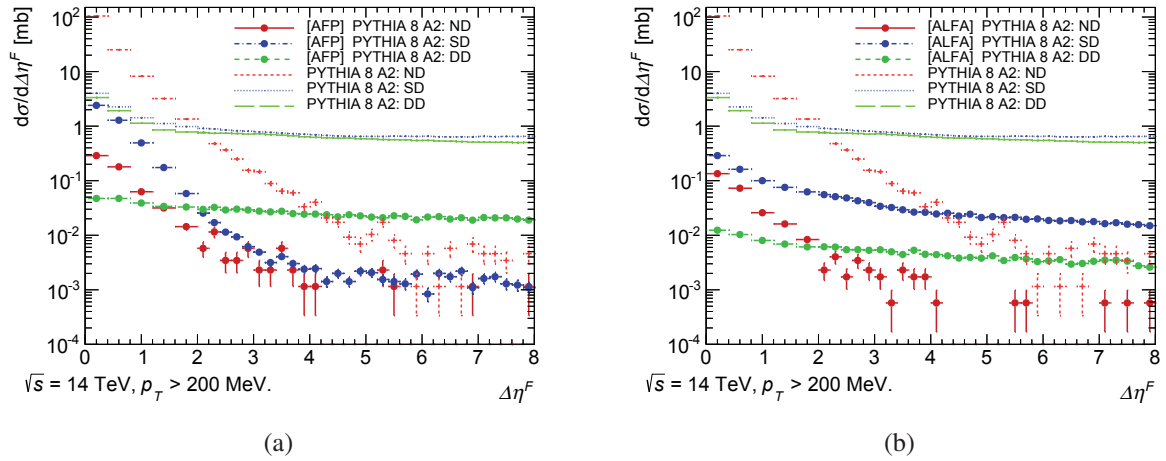 dσ/dΔη^F [mb]
10²
10
1
10⁻¹
10⁻²
10⁻³
10⁻⁴
[AFP] PYTHIA 8 A2: ND
[AFP] PYTHIA 8 A2: SD
[AFP] PYTHIA 8 A2: DD
PYTHIA 8 A2: ND
PYTHIA 8 A2: SD
PYTHIA 8 A2: DD
0 1 2 3 4 5 6 7 8
√s = 14 TeV, p_T > 200 MeV.
Δη^F
(a)
dσ/dΔη^F [mb]
10²
10
1
10⁻¹
10⁻²
10⁻³
10⁻⁴
[ALFA] PYTHIA 8 A2: ND
[ALFA] PYTHIA 8 A2: SD
[ALFA] PYTHIA 8 A2: DD
PYTHIA 8 A2: ND
PYTHIA 8 A2: SD
PYTHIA 8 A2: DD
0 1 2 3 4 5 6 7 8
√s = 14 TeV, p_T > 200 MeV.
Δη^F
(b)